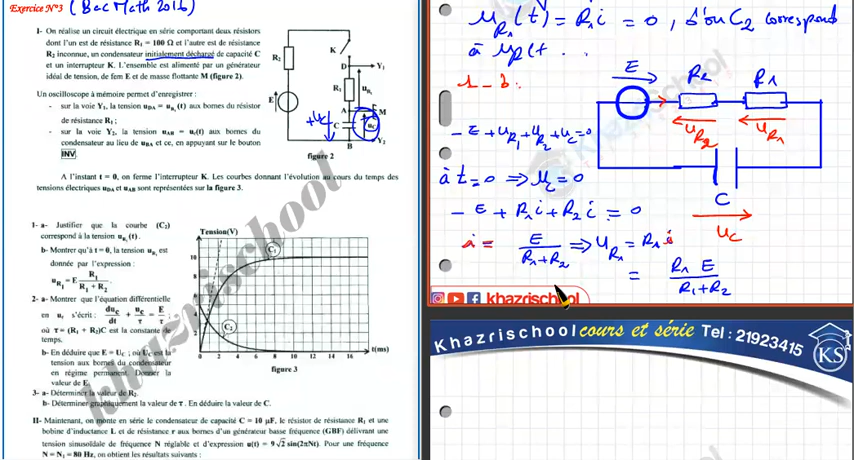 Exercice N°3 ( Bac Math 2016)
I- On réalise un circuit électrique en série comportant deux résistors
dont l'un est de résistance R1 = 100 Ω et l'autre est de résistance
R2 inconnue, un condensateur initialement déchargé de capacité C
et un interrupteur K. L'ensemble est alimenté par un générateur
idéal de tension, de fem E et de masse flottante M (figure 2).
Un oscilloscope à mémoire permet d'enregistrer :
- sur la voie Y1, la tension uDA = uR1(t) aux bornes du résistor
de résistance R1 ;
- sur la voie Y2, la tension uAB = uc(t) aux bornes du
condensateur au lieu de uBA et ce, en appuyant sur le bouton
INV.
K
D
Y1
R2
R1
uR1
E
A
M
+uc
C
uC
B
Y2
figure 2
A l'instant t = 0, on ferme l'interrupteur K. Les courbes donnant l'évolution au cours du temps des
tensions électriques uDA et uAB sont représentées sur la figure 3.
1- a- Justifier que la courbe (C2)
correspond à la tension uR1(t) .
b- Montrer qu'à t = 0, la tension uR1 est
donnée par l'expression :
uR1 = E R1 / R1 + R2 .
2- a- Montrer que l'équation différentielle
en uc s'écrit : duc/dt + uc/τ = E/τ ;
où τ = (R1 + R2)C est la constante de
temps.
b- En déduire que E = UC ; où UC est la
tension aux bornes du condensateur
en régime permanent. Donner la
valeur de E.
3- a- Déterminer la valeur de R2.
b- Déterminer graphiquement la valeur de τ . En déduire la valeur de C.
Tension(V)
10
8
6
4
2
C1
C2
0 2 4 6 8 10 12 14 16 t(ms)
figure 3
II- Maintenant, on monte en série le condensateur de capacité C = 10 µF, le résistor de résistance R1 et une
bobine d'inductance L et de résistance r aux bornes d'un générateur basse fréquence (GBF) délivrant une
tension sinusoïdale de fréquence N réglable et d'expression u(t) = 9√2 sin(2πNt). Pour une fréquence
N = N1 = 80 Hz, on obtient les résultats suivants :
khazrischool
uR1(t) = R1 i = 0 , d'où C2 correspond
à uR(t .
1-b.
E
R2
R1
uR2
uR1
C
uC
- E + uR1 + uR2 + uC = 0
à t=0 ⟹ uc = 0
- E + R1 i + R2 i = 0
i = E / R1+R2 ⟹ uR1 = R1 i
= R1 E / R1+R2
khazrischool
Khazrischool cours et série Tel : 21923415
KS